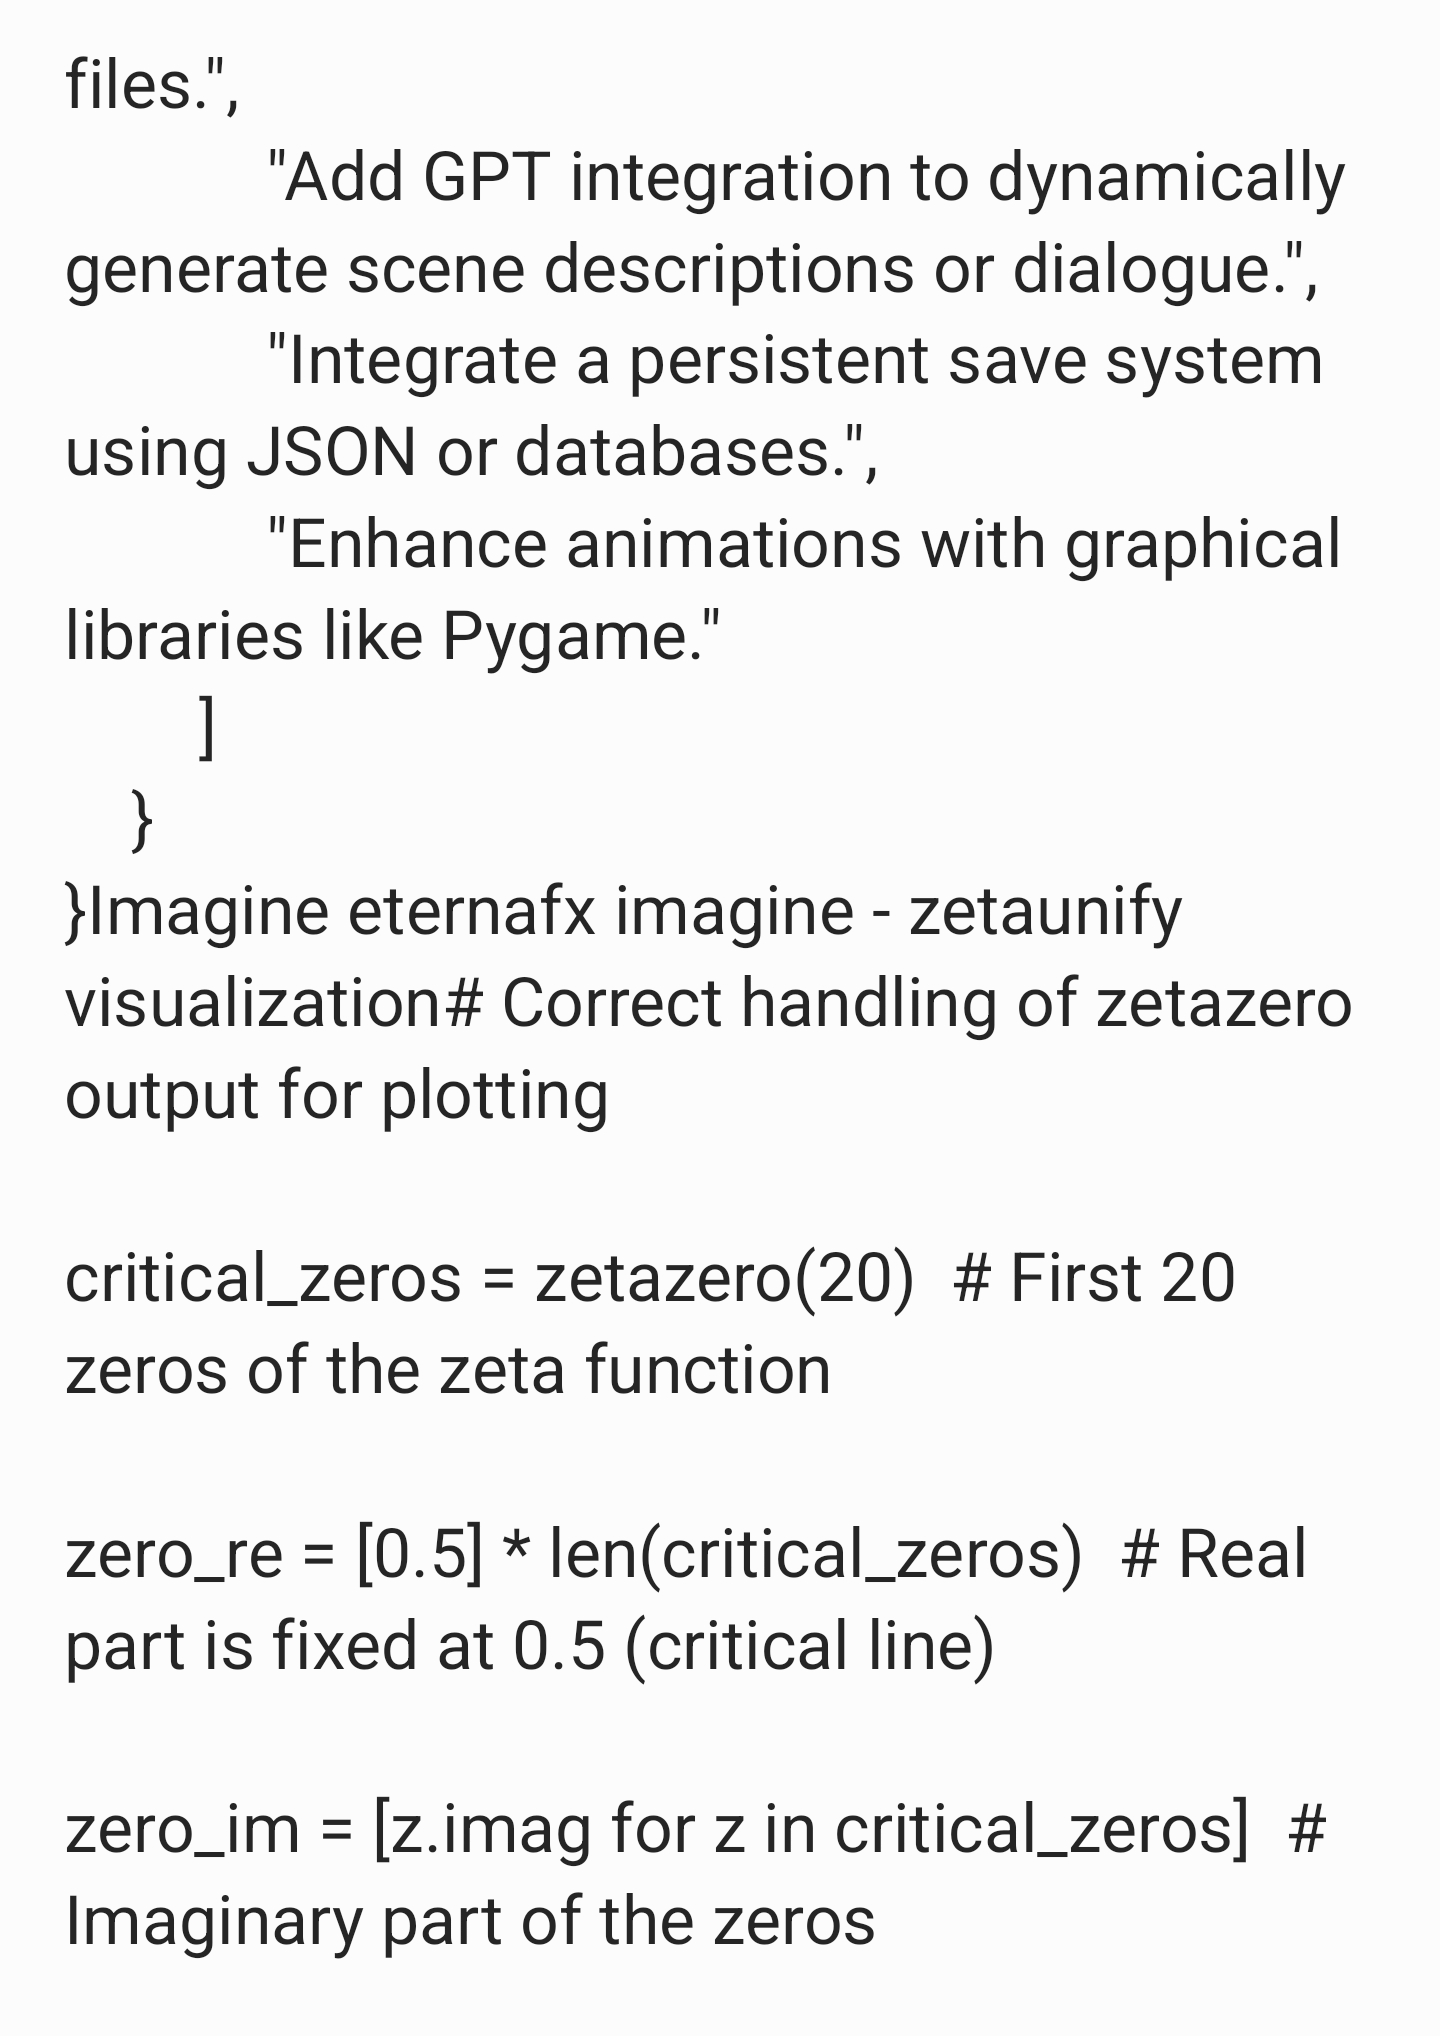 files.",
"Add GPT integration to dynamically
generate scene descriptions or dialogue.",
"Integrate a persistent save system
using JSON or databases.",
"Enhance animations with graphical
libraries like Pygame."
]
}
}Imagine eternafx imagine - zetaunify
visualization# Correct handling of zetazero
output for plotting
critical_zeros = zetazero(20)  # First 20
zeros of the zeta function
zero_re = [0.5] * len(critical_zeros)  # Real
part is fixed at 0.5 (critical line)
zero_im = [z.imag for z in critical_zeros]  #
Imaginary part of the zeros